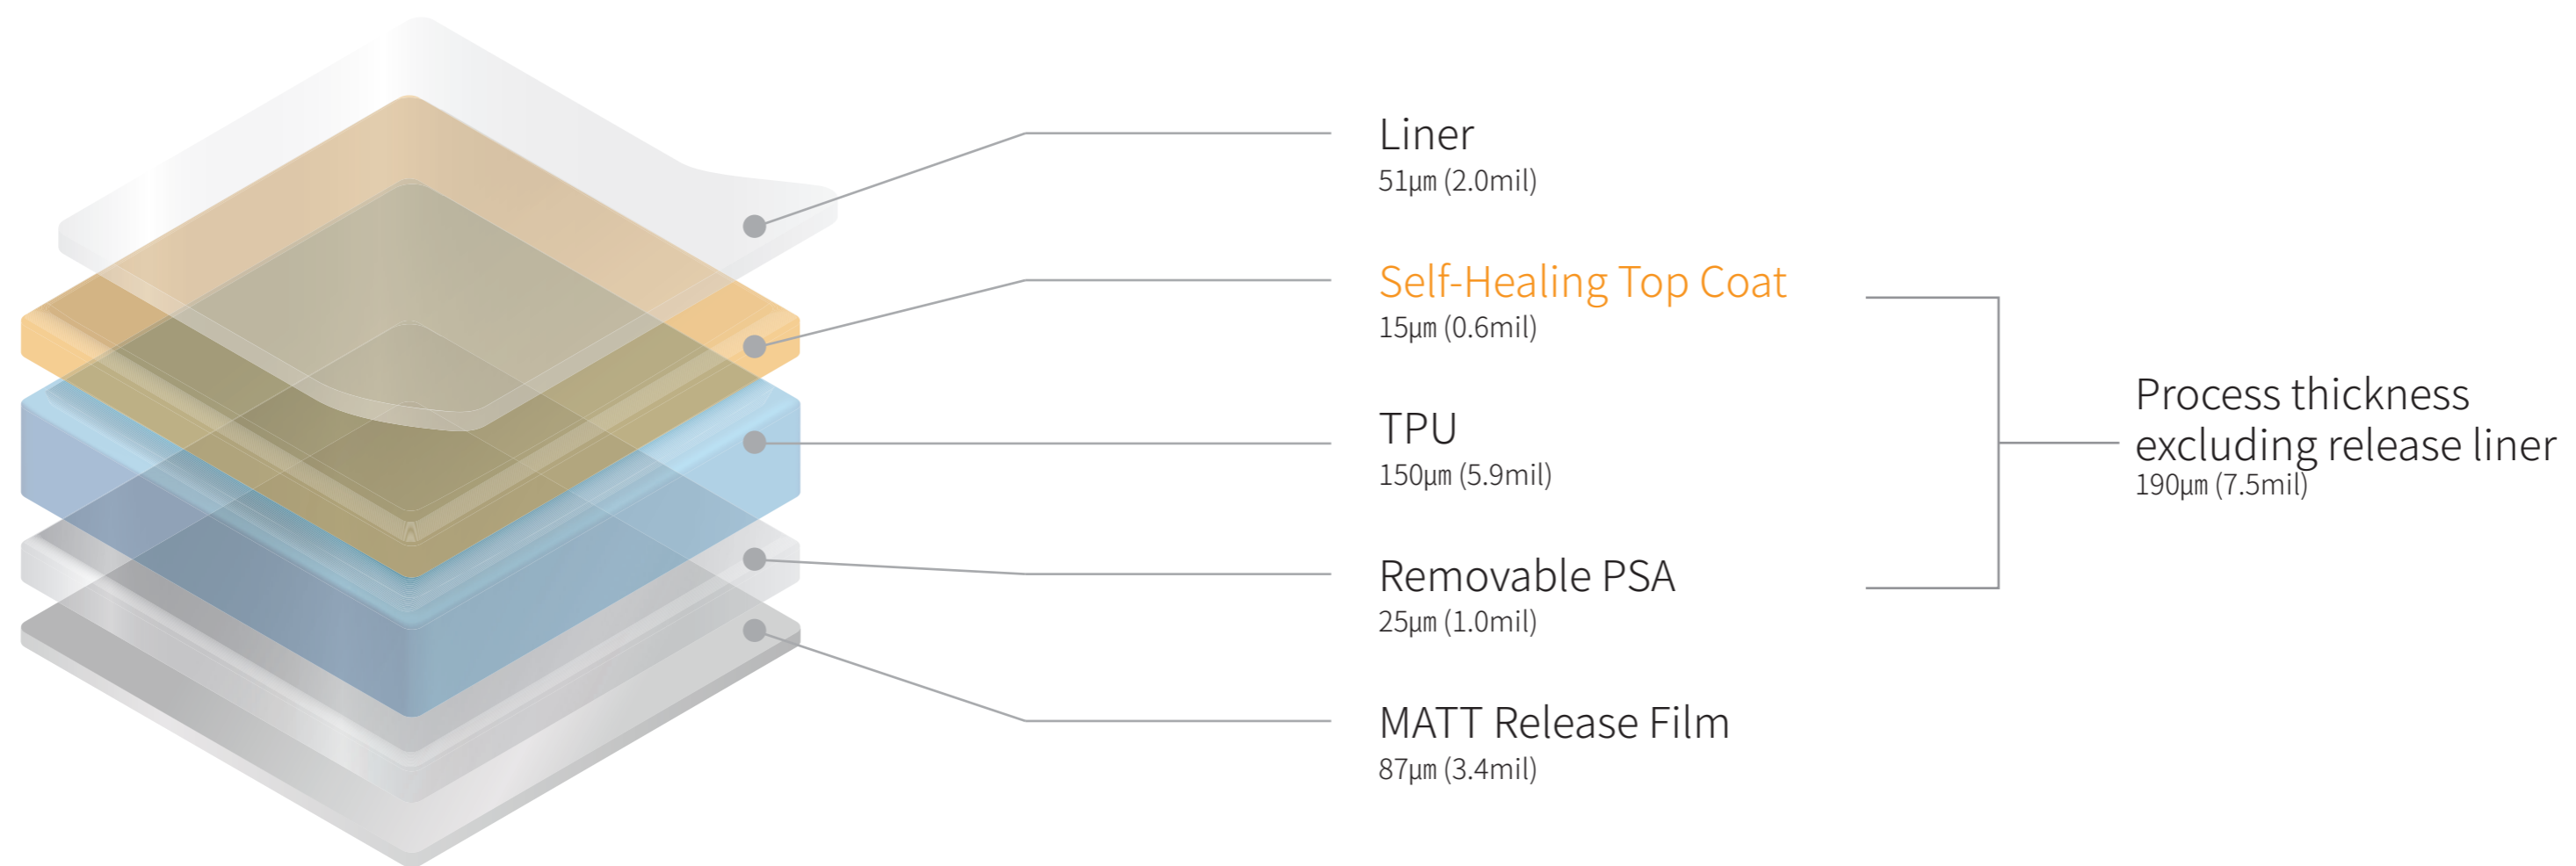 Liner
51㎛ (2.0mil)
Self-Healing Top Coat
15㎛ (0.6mil)
TPU
150㎛ (5.9mil)
Removable PSA
25㎛ (1.0mil)
MATT Release Film
87㎛ (3.4mil)
Process thickness
excluding release liner
190㎛ (7.5mil)